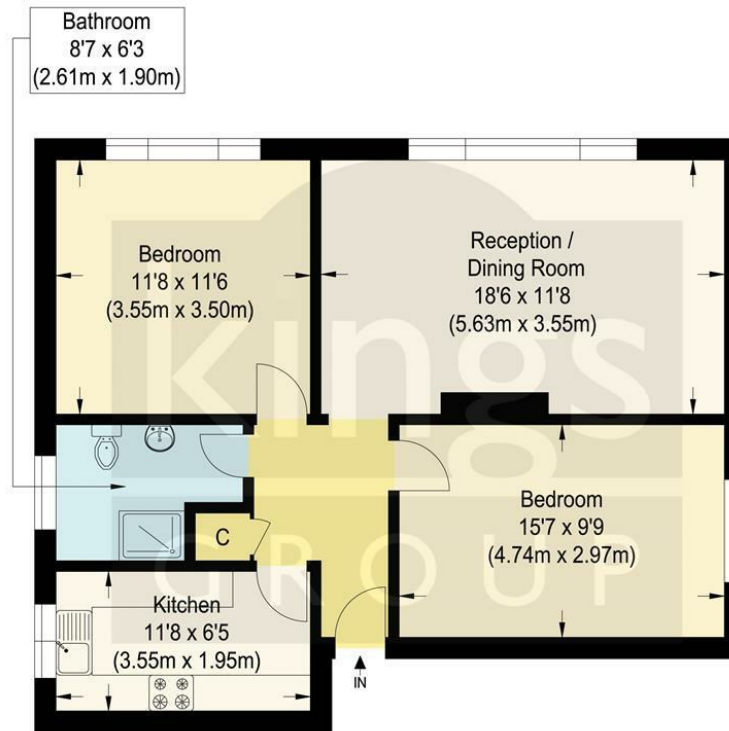 Bathroom
8'7 x 6'3
(2.61m x 1.90m)
Bedroom
11'8 x 11'6
(3.55m x 3.50m)
Reception /
Dining Room
18'6 x 11'8
(5.63m x 3.55m)
Kings
GROUP
Bedroom
15'7 x 9'9
(4.74m x 2.97m)
C
Kitchen
11'8 x 6'5
(3.55m x 1.95m)
IN